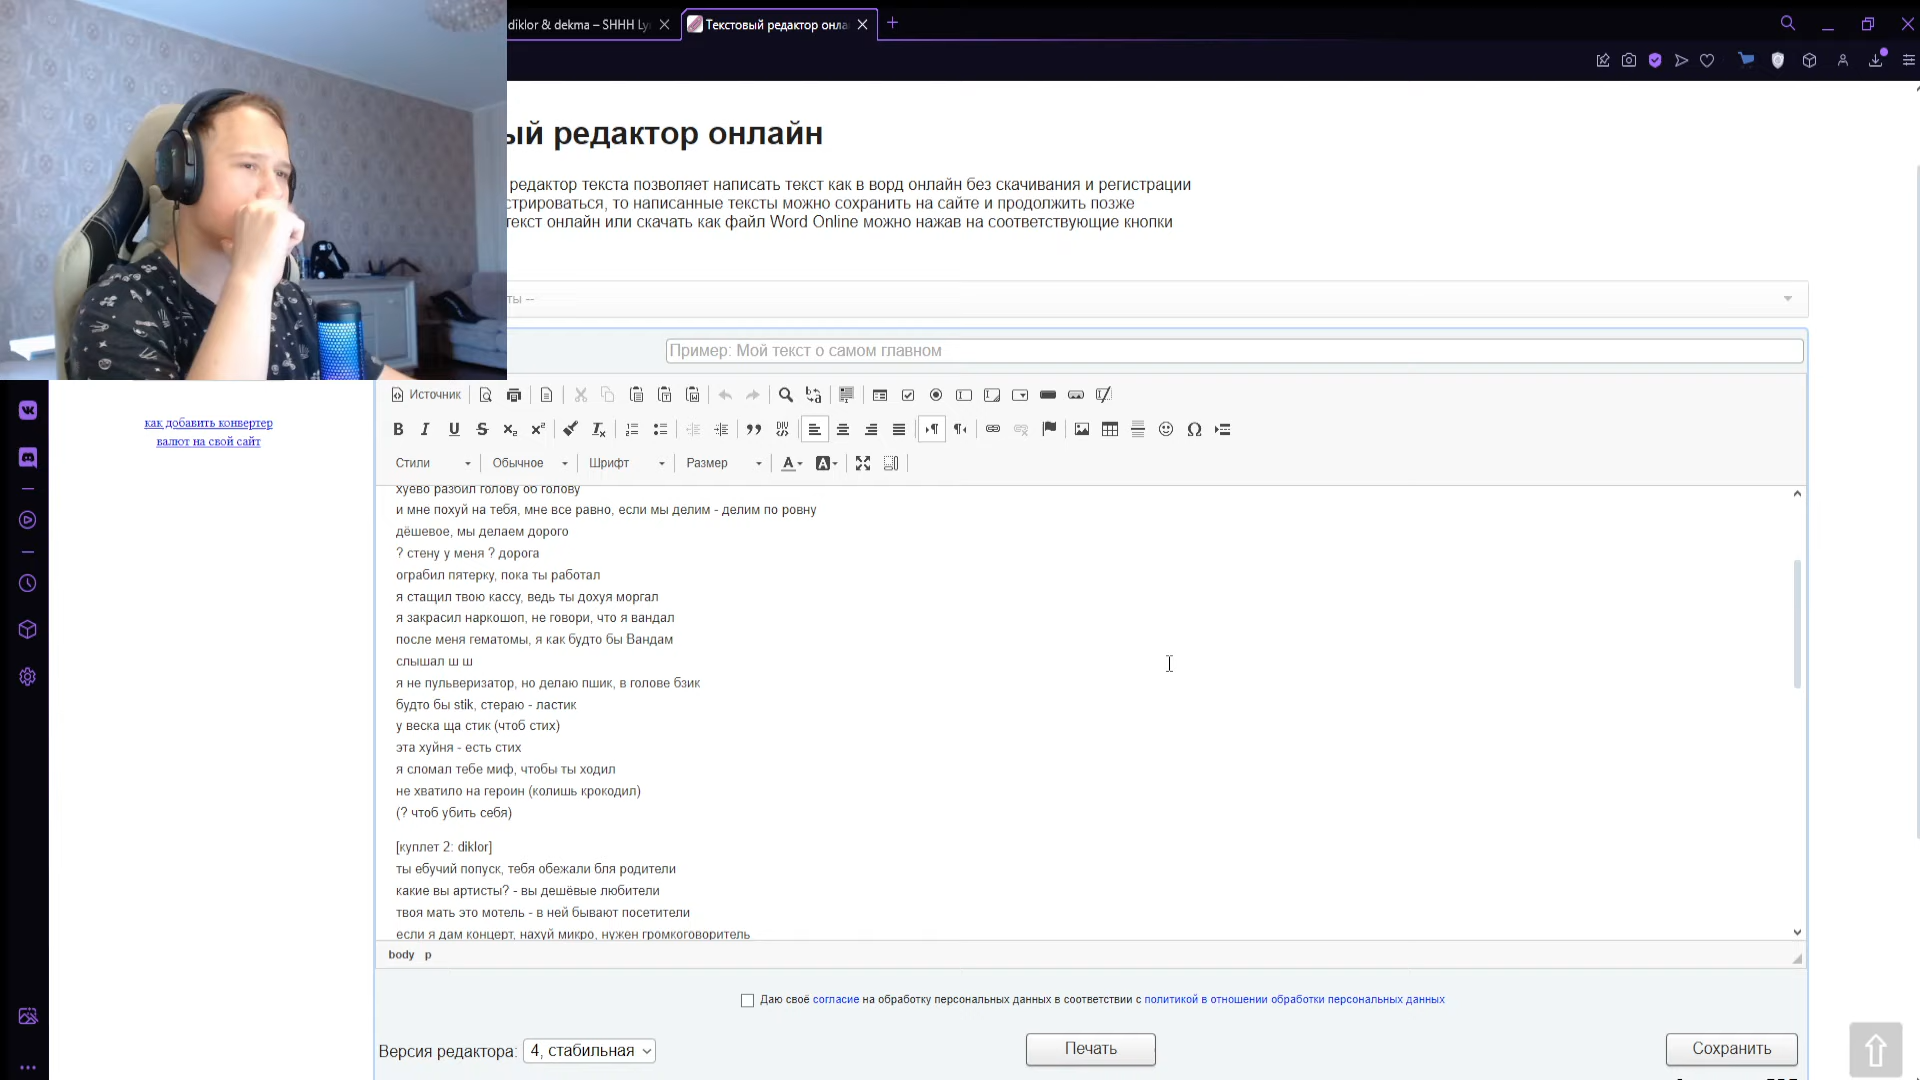 diklor & dekma – SHHH Ly
Текстовый редактор онла
ый редактор онлайн
редактор текста позволяет написать текст как в ворд онлайн без скачивания и регистрации
стрироваться, то написанные тексты можно сохранить на сайте и продолжить позже
текст онлайн или скачать как файл Word Online можно нажав на соответствующие кнопки
ты --
Пример: Мой текст о самом главном
как добавить конвертер
валют на свой сайт
Источник
Стили Обычное Шрифт Размер
хуево разбил голову об голову
и мне похуй на тебя, мне все равно, если мы делим - делим по ровну
дёшевое, мы делаем дорого
? стену у меня ? дорога
ограбил пятерку, пока ты работал
я стащил твою кассу, ведь ты дохуя моргал
я закрасил наркошоп, не говори, что я вандал
после меня гематомы, я как будто бы Вандам
слышал ш ш
я не пульверизатор, но делаю пшик, в голове бзик
будто бы stik, стераю - ластик
у веска ща стик (чтоб стих)
эта хуйня - есть стих
я сломал тебе миф, чтобы ты ходил
не хватило на героин (колишь крокодил)
(? чтоб убить себя)
[куплет 2: diklor]
ты ебучий попуск, тебя обежали бля родители
какие вы артисты? - вы дешёвые любители
твоя мать это мотель - в ней бывают посетители
если я дам концерт, нахуй микро, нужен громкоговоритель
body p
Даю своё согласие на обработку персональных данных в соответствии с политикой в отношении обработки персональных данных
Версия редактора: 4, стабильная
Печать
Сохранить